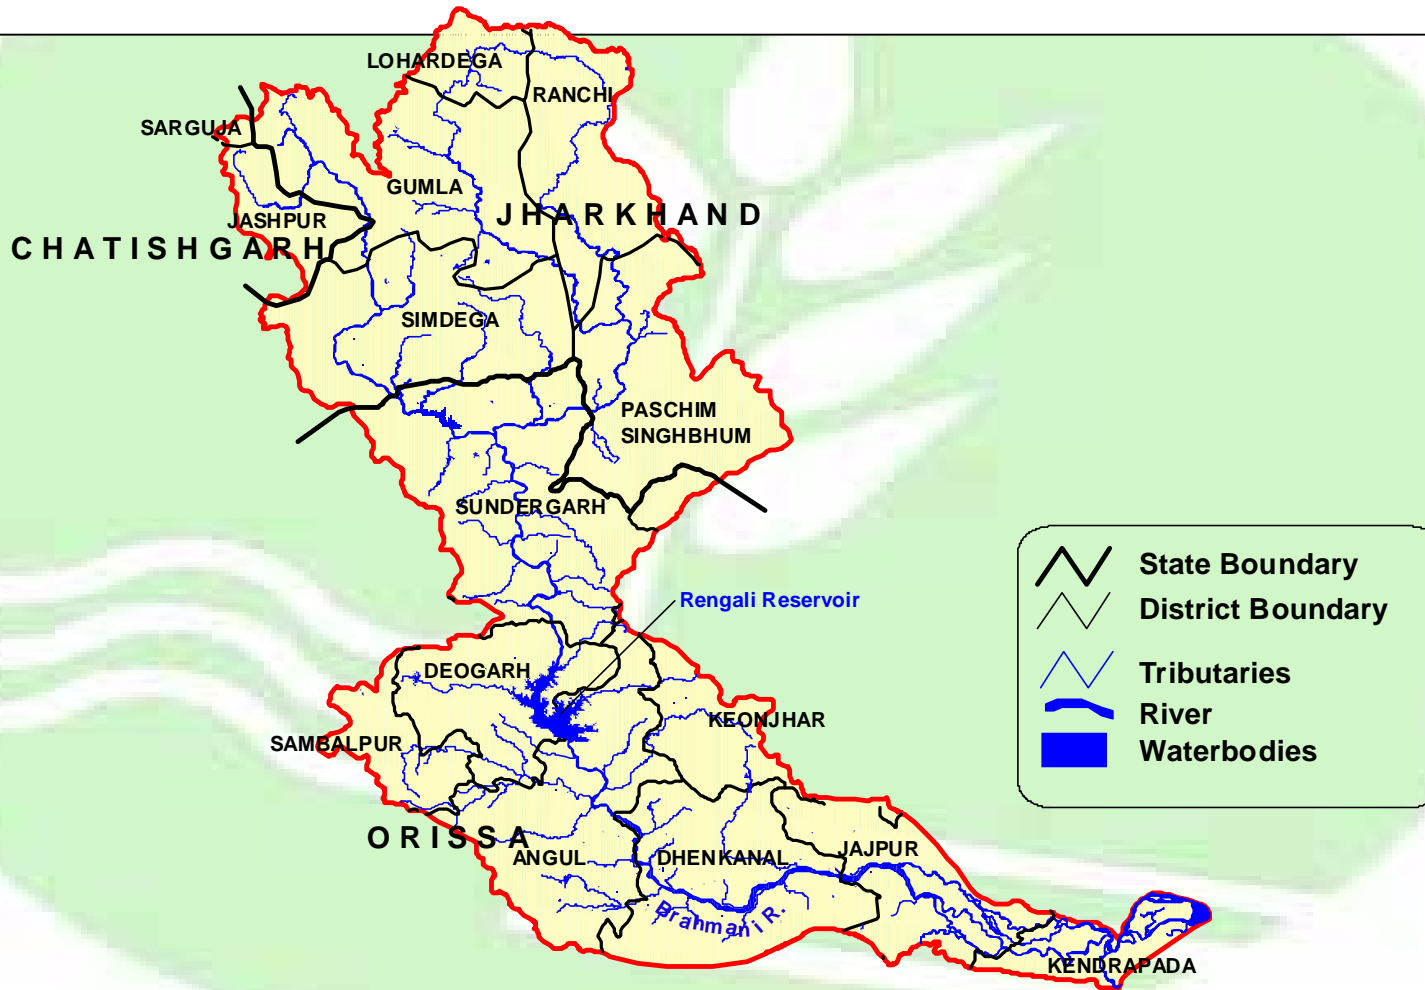 LOHARDEGA
RANCHI
SARGUJA
GUMLA
JASHPUR
JHARKHAND
CHATISHGARH
SIMDEGA
PASCHIM
SINGHBHUM
SUNDERGARH
Rengali Reservoir
DEOGARH
KEONJHAR
SAMBALPUR
ORISSA
ANGUL
DHENKANAL
JAJPUR
Brahmani R.
KENDRAPADA
State Boundary
District Boundary
Tributaries
River
Waterbodies